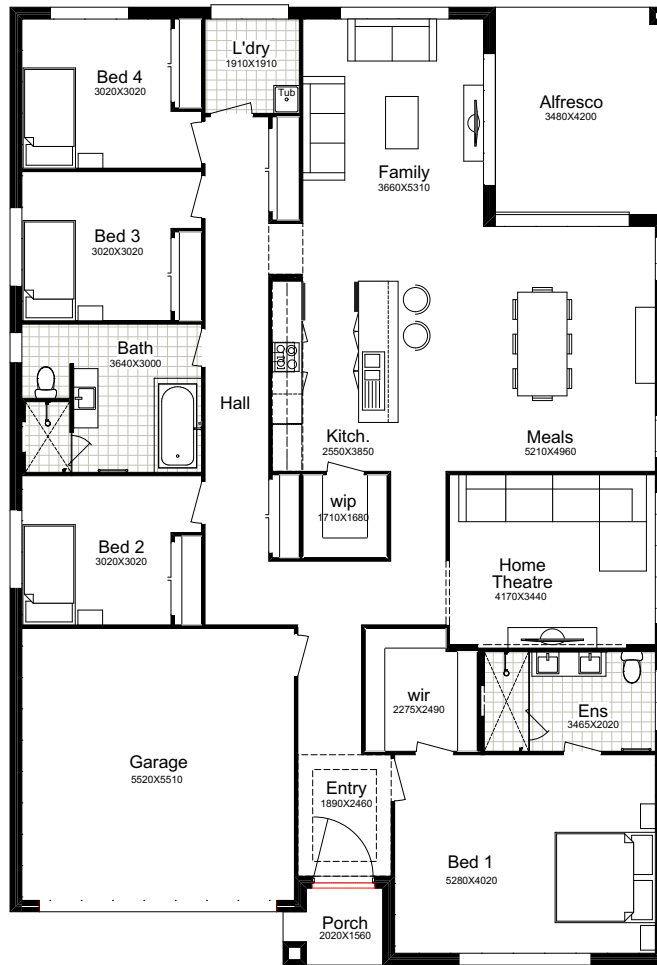 Bed 4
3020X3020
L'dry
1910X1910
Tub
Alfresco
3480X4200
Family
3660X5310
Bed 3
3020X3020
Bath
3640X3000
Hall
Kitch.
2550X3850
Meals
5210X4960
wip
1710X1680
Bed 2
3020X3020
Home
Theatre
4170X3440
wir
2275X2490
Ens
3465X2020
Garage
5520X5510
Entry
1890X2460
Bed 1
5280X4020
Porch
2020X1560